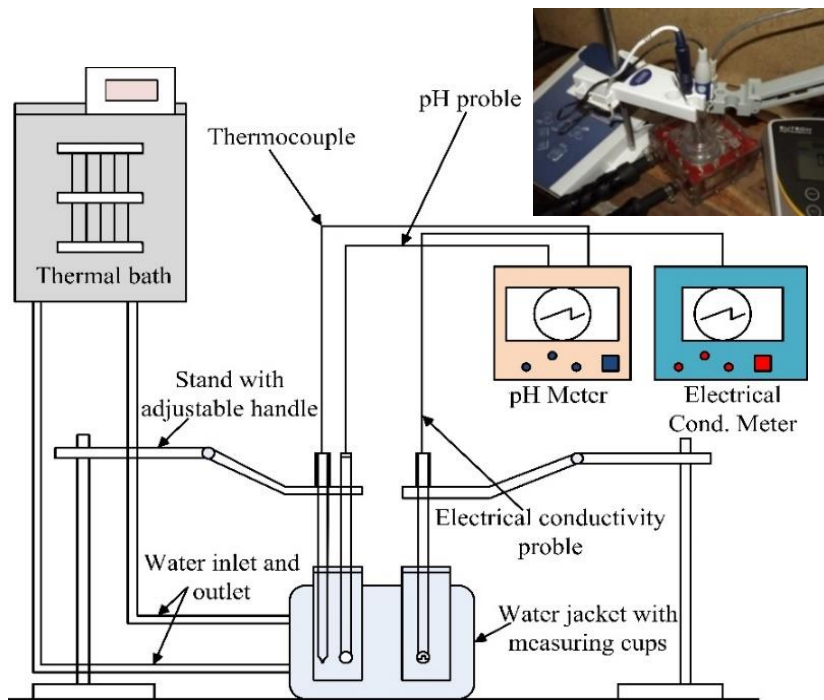 pH proble
Thermocouple
EUTECH
Thermal bath
Stand with
adjustable handle
pH Meter
Electrical
Cond. Meter
Electrical conductivity
proble
Water inlet and
outlet
Water jacket with
measuring cups